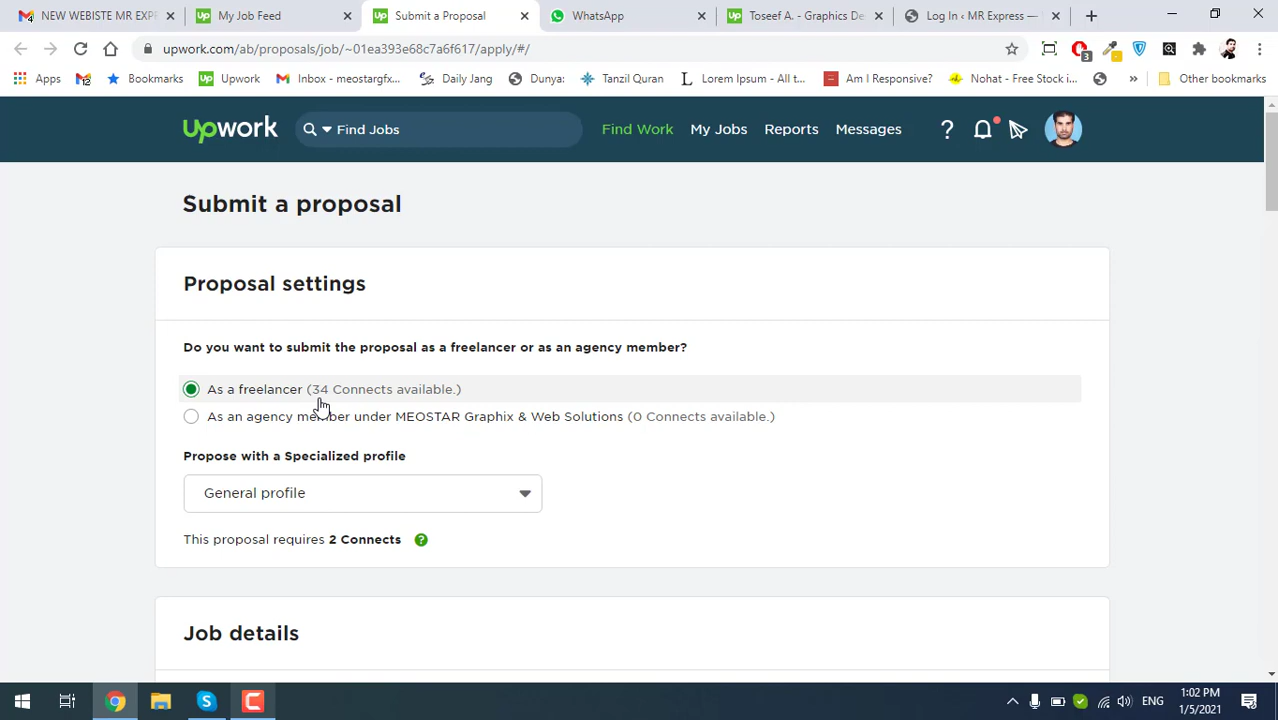 NEW WEBISTE MR EXP
My Job Feed
Submit a Proposal
WhatsApp
Toseef A. - Graphics De
Log In ‹ MR Express —
upwork.com/ab/proposals/job/~01ea393e68c7a6f617/apply/#/
3
Apps
12
Bookmarks
Up Upwork
Inbox - meostargfx...
Daily Jang
Dunya:
Tanzil Quran
L Lorem Ipsum - All t...
Am I Responsive?
Nohat - Free Stock i...
»
Other bookmarks
Upwork
Find Jobs
Find Work
My Jobs
Reports
Messages
?
Submit a proposal
Proposal settings
Do you want to submit the proposal as a freelancer or as an agency member?
As a freelancer (34 Connects available.)
As an agency member under MEOSTAR Graphix & Web Solutions (0 Connects available.)
Propose with a Specialized profile
General profile
This proposal requires 2 Connects ?
Job details
ENG
1:02 PM
1/5/2021